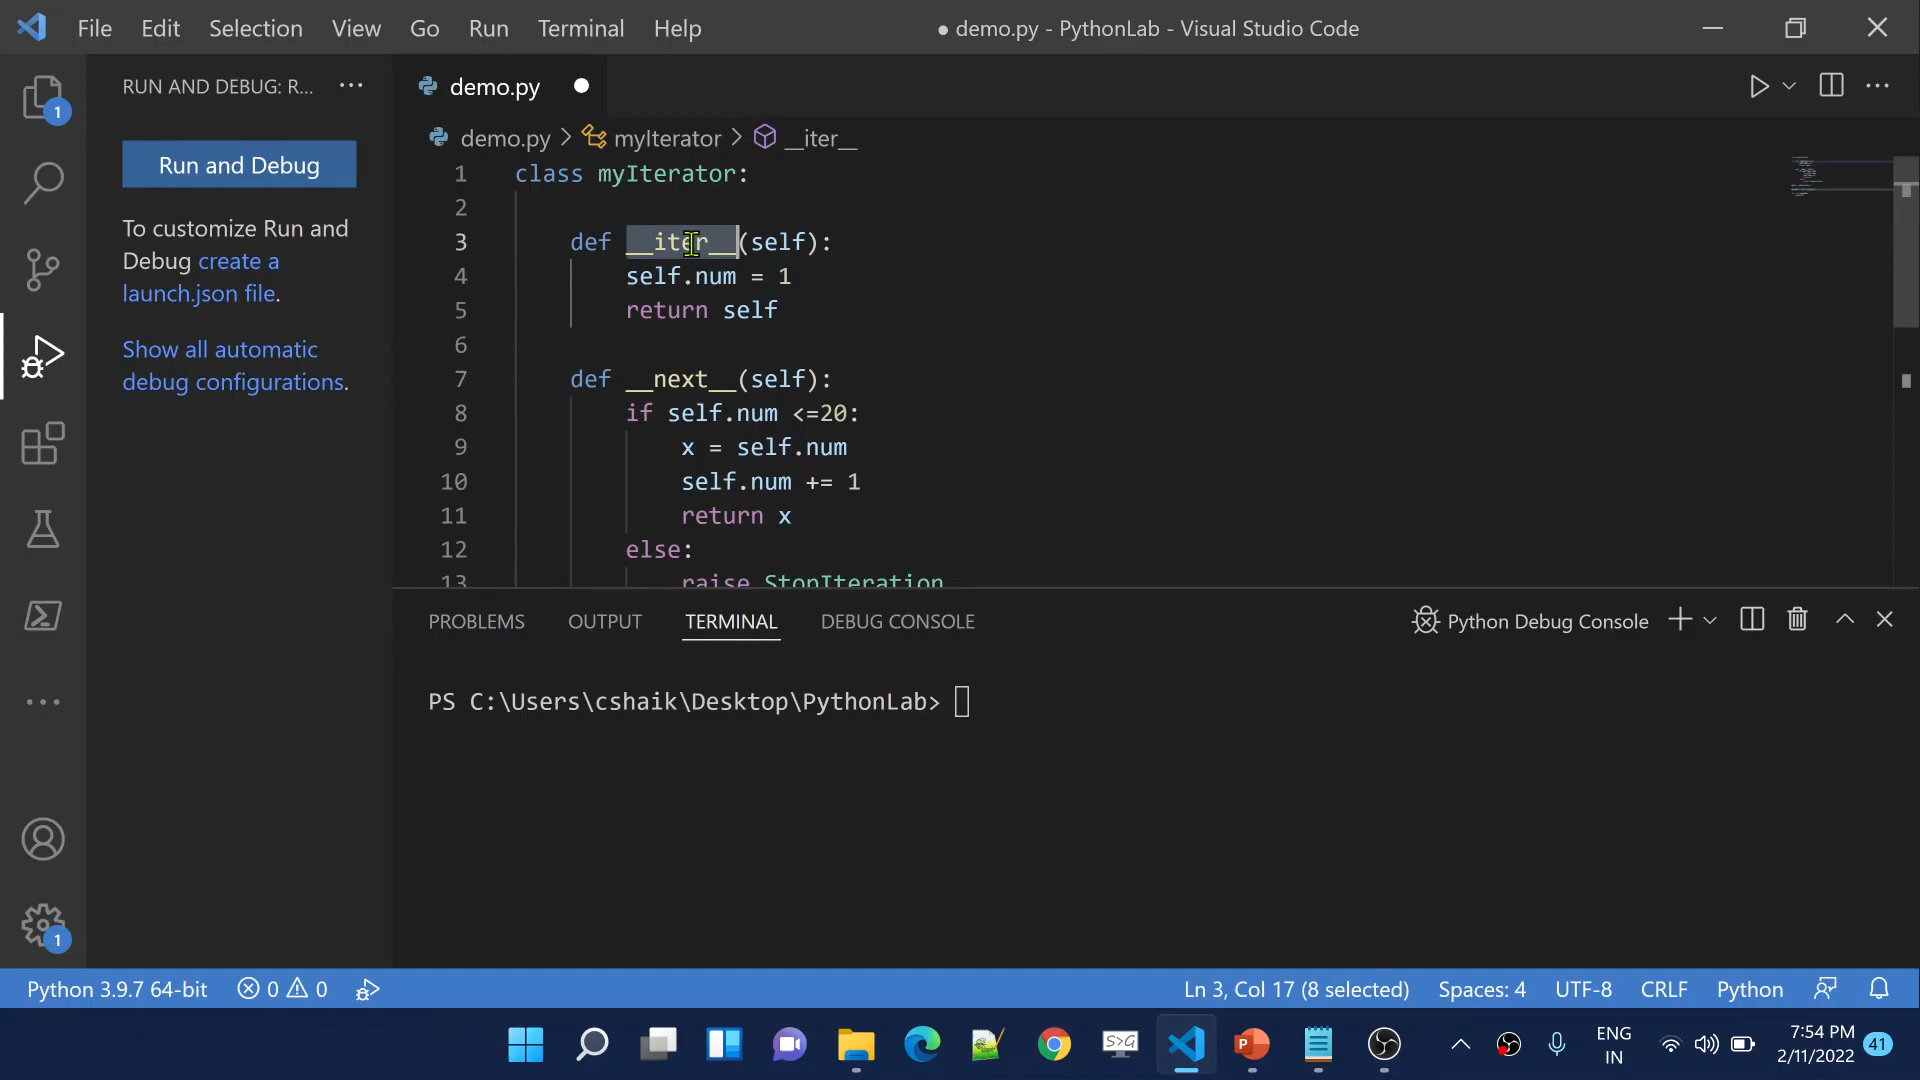 File Edit Selection View Go Run Terminal Help
● demo.py - PythonLab - Visual Studio Code
RUN AND DEBUG: R... ...
Run and Debug
To customize Run and
Debug create a
launch.json file.
Show all automatic
debug configurations.
1
1
demo.py ●
demo.py > myIterator > __iter__
1 class myIterator:
2
3 def __iter__(self):
4 self.num = 1
5 return self
6
7 def __next__(self):
8 if self.num <=20:
9 x = self.num
10 self.num += 1
11 return x
12 else:
13 raise StopIteration
PROBLEMS OUTPUT TERMINAL DEBUG CONSOLE
Python Debug Console
PS C:\Users\cshaik\Desktop\PythonLab>
Python 3.9.7 64-bit 0 0
Ln 3, Col 17 (8 selected) Spaces: 4 UTF-8 CRLF Python
S>G
P
ENG
IN
7:54 PM
2/11/2022
41